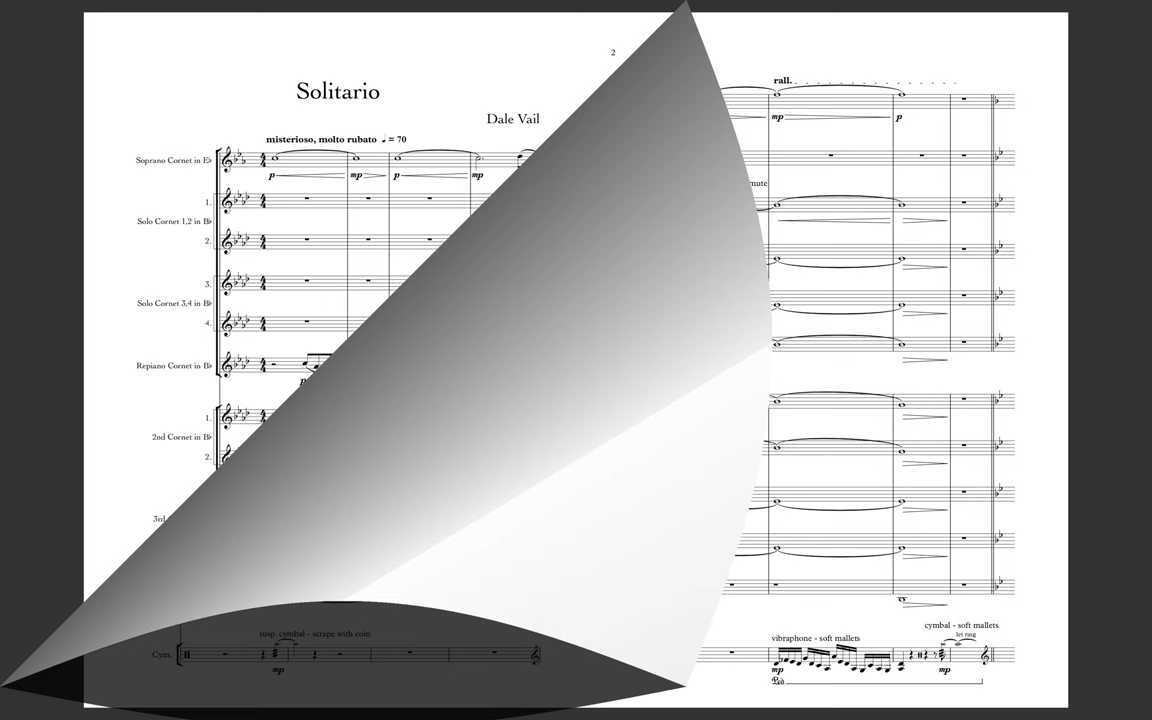 2
Solitario
Dale Vail
misterioso, molto rubato ♩ = 70
Soprano Cornet in E♭
p mp p mp
1.
Solo Cornet 1,2 in B♭
2.
3.
Solo Cornet 3,4 in B♭
4.
Repiano Cornet in B♭
1.
2nd Cornet in B♭
2.
3rd
susp. cymbal - scrape with coin
Cym.
mp
rall.
mp p
mute
cymbal - soft mallets
let ring
vibraphone - soft mallets
mp mp
Ped.